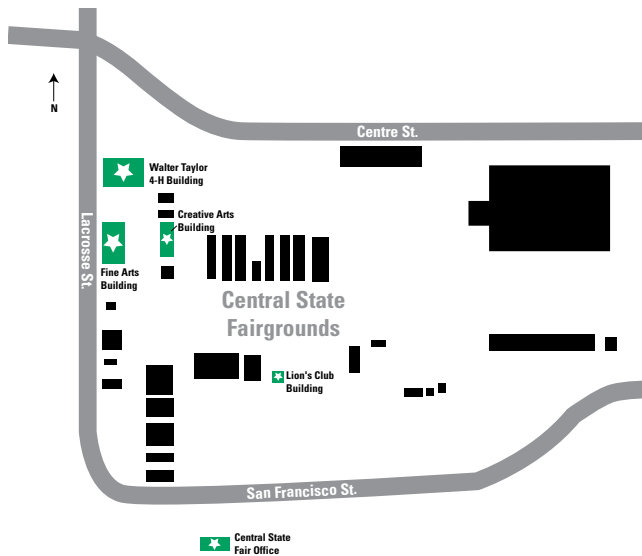 Centre St.
N
Walter Taylor
4-H Building
Creative Arts
Building
Lacrosse St.
Fine Arts
Building
Central State
Fairgrounds
Lion's Club
Building
San Francisco St.
Central State
Fair Office